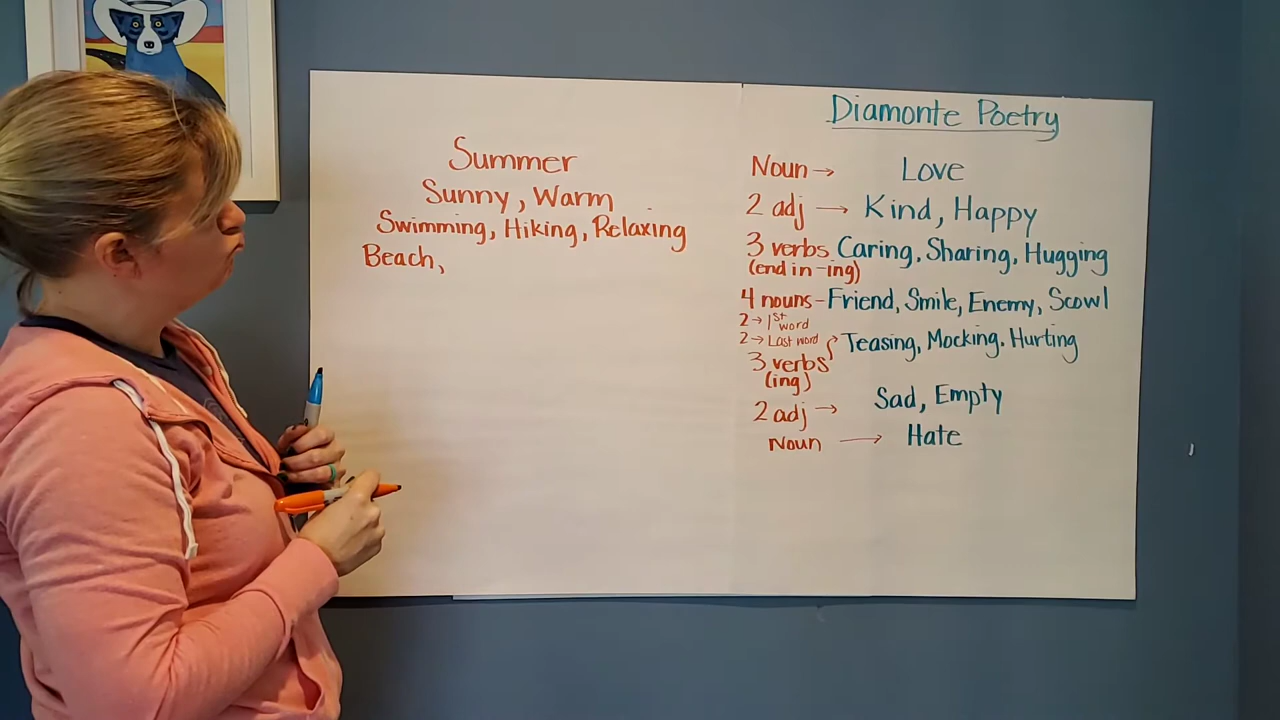 Summer
Sunny, Warm
Swimming, Hiking, Relaxing
Beach,
Diamonte Poetry
Noun → Love
2 adj → Kind, Happy
3 verbs Caring, Sharing, Hugging
(end in -ing)
4 nouns - Friend, Smile, Enemy, Scowl
2 → 1st word
2 → Last word
3 verbs Teasing, Mocking. Hurting
(ing)
2 adj → Sad, Empty
Noun → Hate